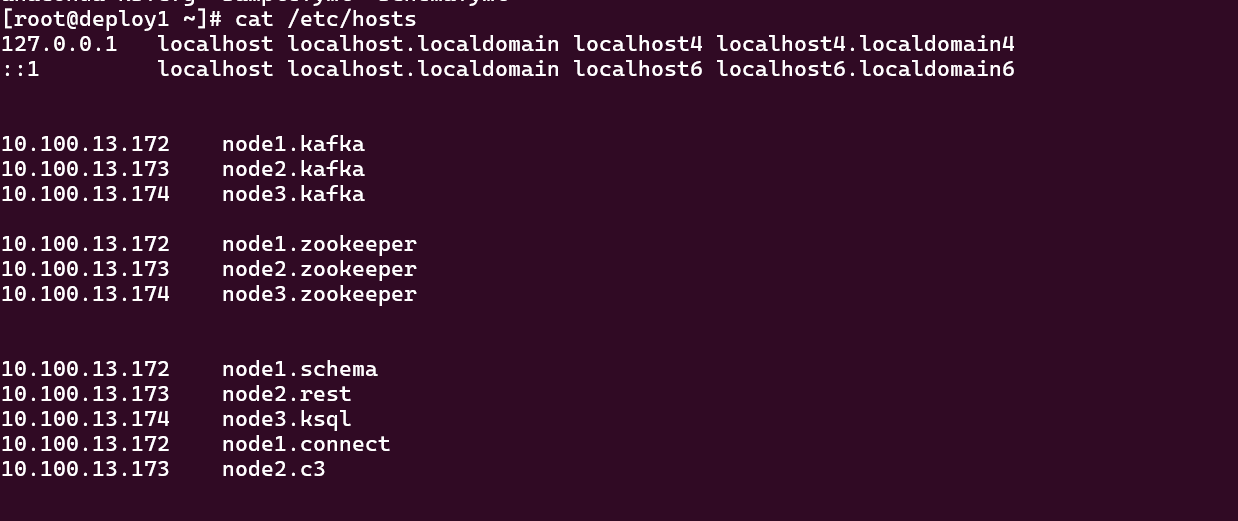 [root@deploy1 ~]# cat /etc/hosts
127.0.0.1   localhost localhost.localdomain localhost4 localhost4.localdomain4
::1         localhost localhost.localdomain localhost6 localhost6.localdomain6
10.100.13.172    node1.kafka
10.100.13.173    node2.kafka
10.100.13.174    node3.kafka
10.100.13.172    node1.zookeeper
10.100.13.173    node2.zookeeper
10.100.13.174    node3.zookeeper
10.100.13.172    node1.schema
10.100.13.173    node2.rest
10.100.13.174    node3.ksql
10.100.13.172    node1.connect
10.100.13.173    node2.c3